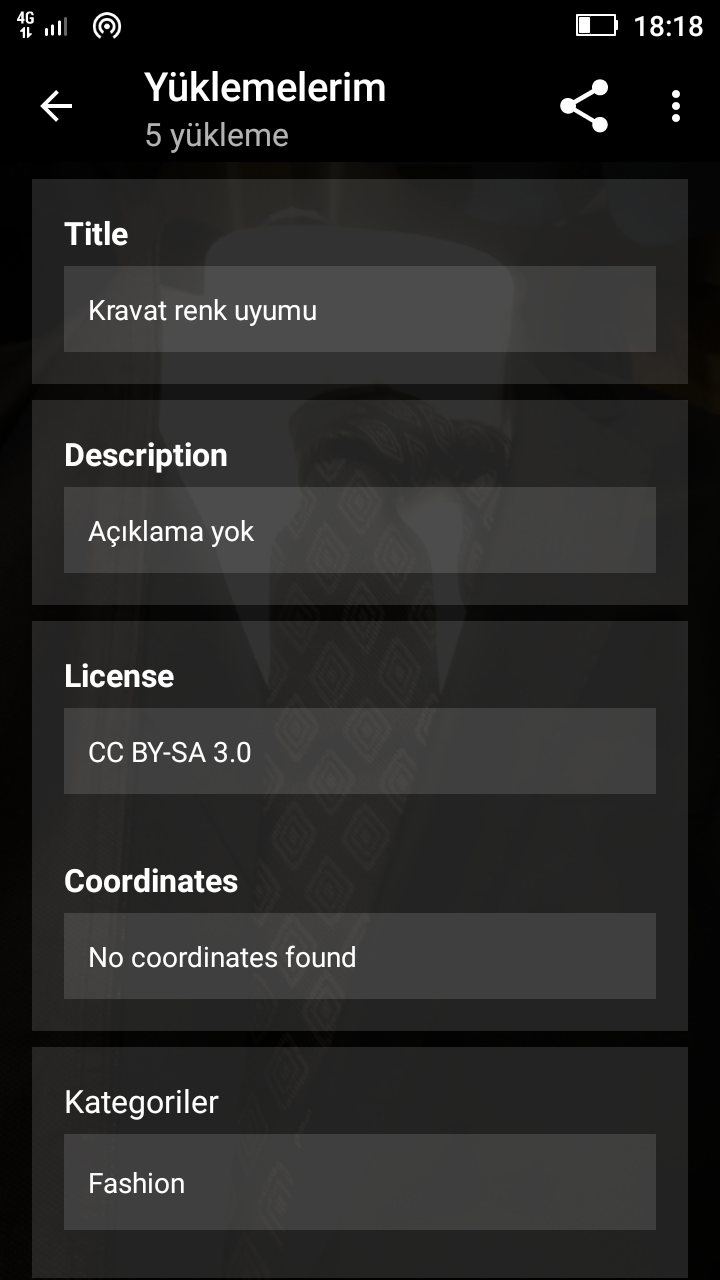 4G
18:18
Yüklemelerim
5 yükleme
Title
Kravat renk uyumu
Description
Açıklama yok
License
CC BY-SA 3.0
Coordinates
No coordinates found
Kategoriler
Fashion